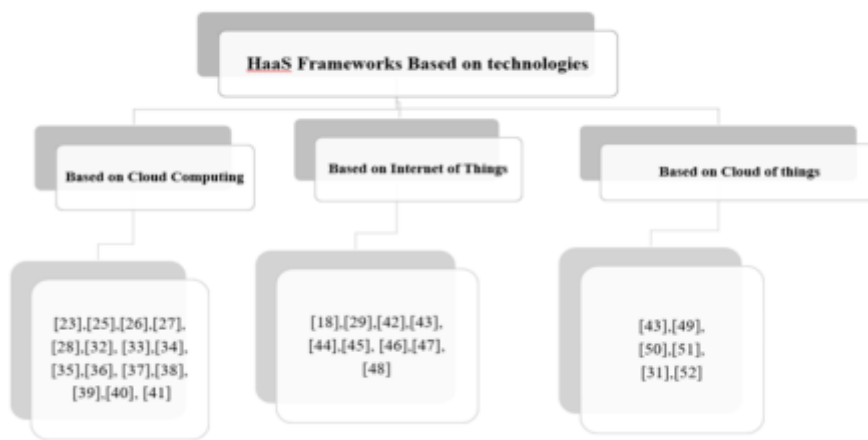 HaaS Frameworks Based on technologies
Based on Cloud Computing
Based on Internet of Things
Based on Cloud of things
[23],[25],[26],[27],
[28],[32], [33],[34],
[35],[36], [37],[38],
[39],[40], [41]
[18],[29],[42],[43],
[44],[45], [46],[47],
[48]
[43],[49],
[50],[51],
[31],[52]